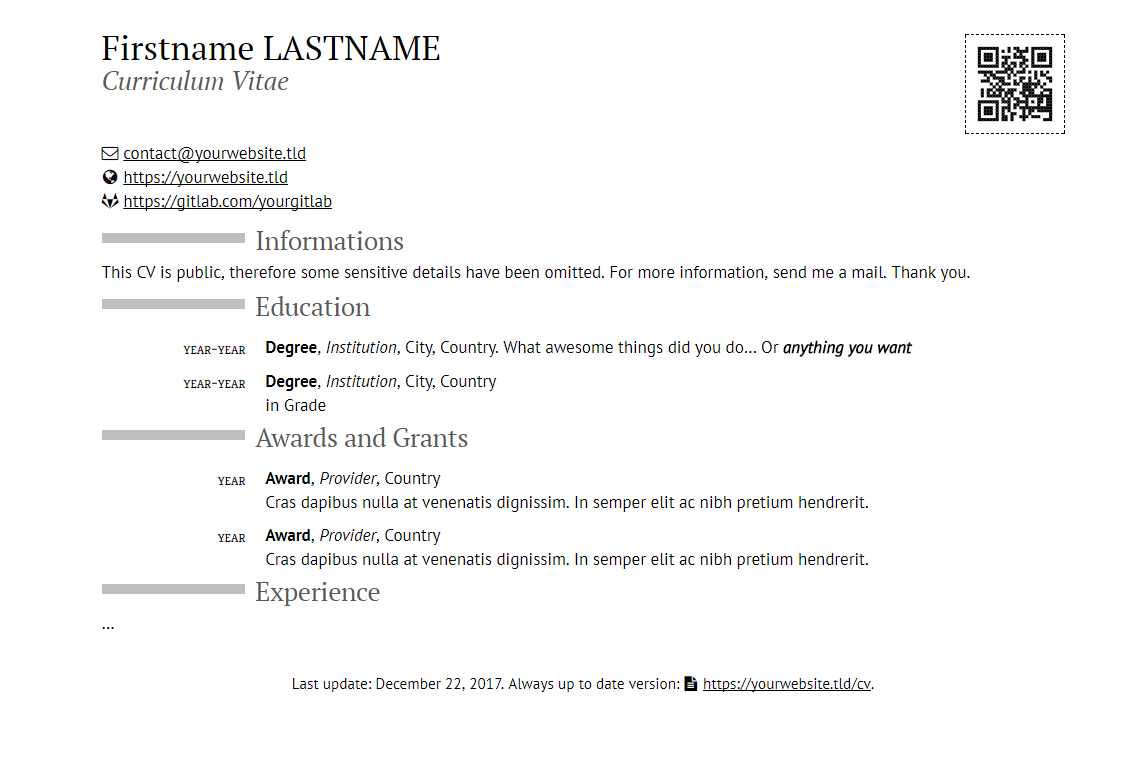 Firstname LASTNAME
Curriculum Vitae
contact@yourwebsite.tld
https://yourwebsite.tld
https://gitlab.com/yourgitlab
Informations
This CV is public, therefore some sensitive details have been omitted. For more information, send me a mail. Thank you.
Education
YEAR-YEAR Degree, Institution, City, Country. What awesome things did you do... Or anything you want
YEAR-YEAR Degree, Institution, City, Country
in Grade
Awards and Grants
YEAR Award, Provider, Country
Cras dapibus nulla at venenatis dignissim. In semper elit ac nibh pretium hendrerit.
YEAR Award, Provider, Country
Cras dapibus nulla at venenatis dignissim. In semper elit ac nibh pretium hendrerit.
Experience
...
Last update: December 22, 2017. Always up to date version: https://yourwebsite.tld/cv.